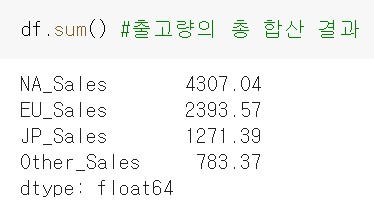 df.sum() #출고량의 총 합산 결과
NA_Sales 4307.04
EU_Sales 2393.57
JP_Sales 1271.39
Other_Sales 783.37
dtype: float64